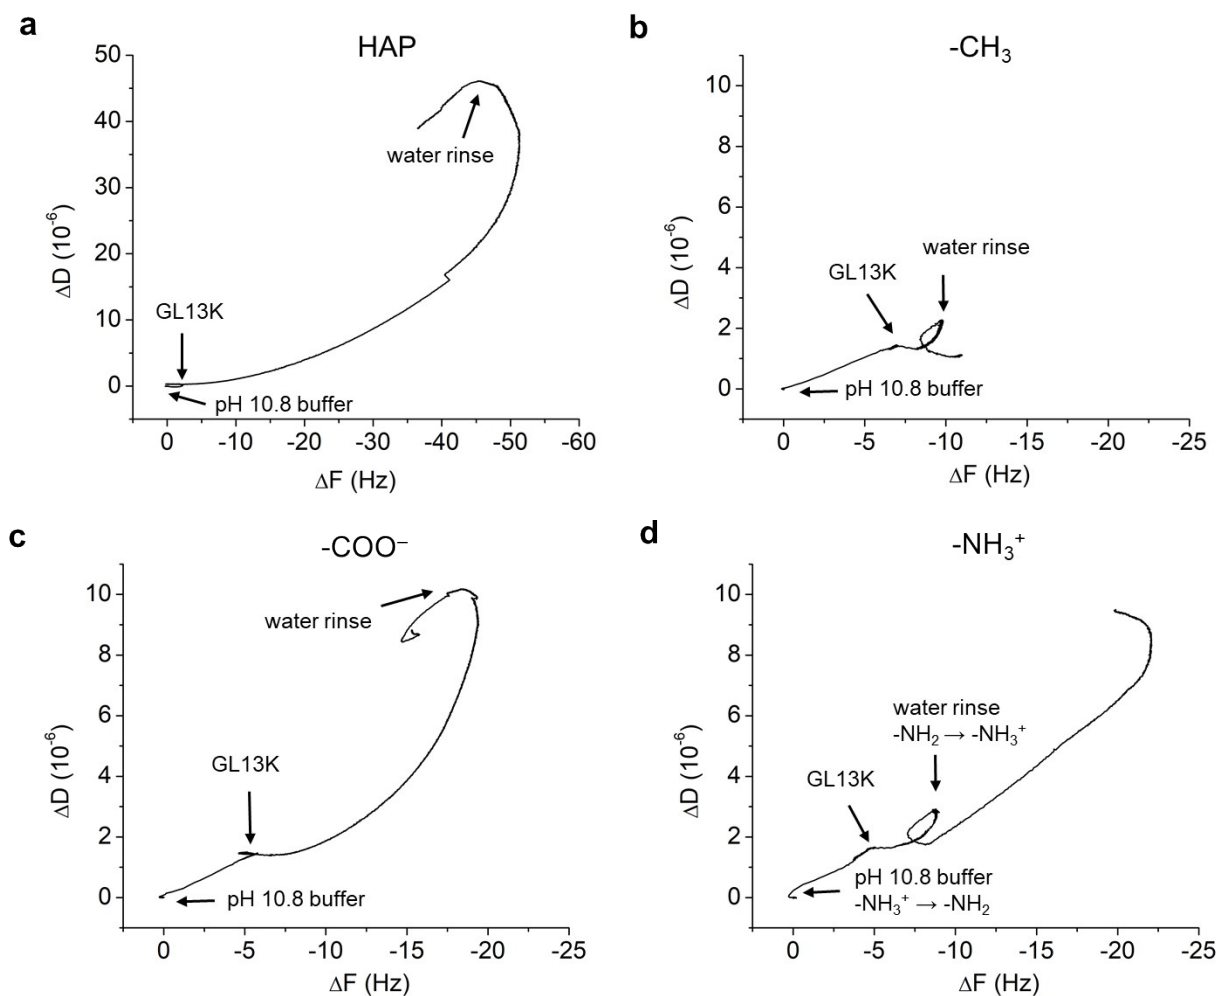 a
HAP
50
40
30
20
10
0
ΔD (10⁻⁶)
water rinse
GL13K
pH 10.8 buffer
0 -10 -20 -30 -40 -50 -60
ΔF (Hz)
b
-CH₃
10
8
6
4
2
0
ΔD (10⁻⁶)
water rinse
GL13K
pH 10.8 buffer
0 -5 -10 -15 -20 -25
ΔF (Hz)
c
-COO⁻
10
8
6
4
2
0
ΔD (10⁻⁶)
water rinse
GL13K
pH 10.8 buffer
0 -5 -10 -15 -20 -25
ΔF (Hz)
d
-NH₃⁺
10
8
6
4
2
0
ΔD (10⁻⁶)
water rinse
-NH₂ → -NH₃⁺
GL13K
pH 10.8 buffer
-NH₃⁺ → -NH₂
0 -5 -10 -15 -20 -25
ΔF (Hz)